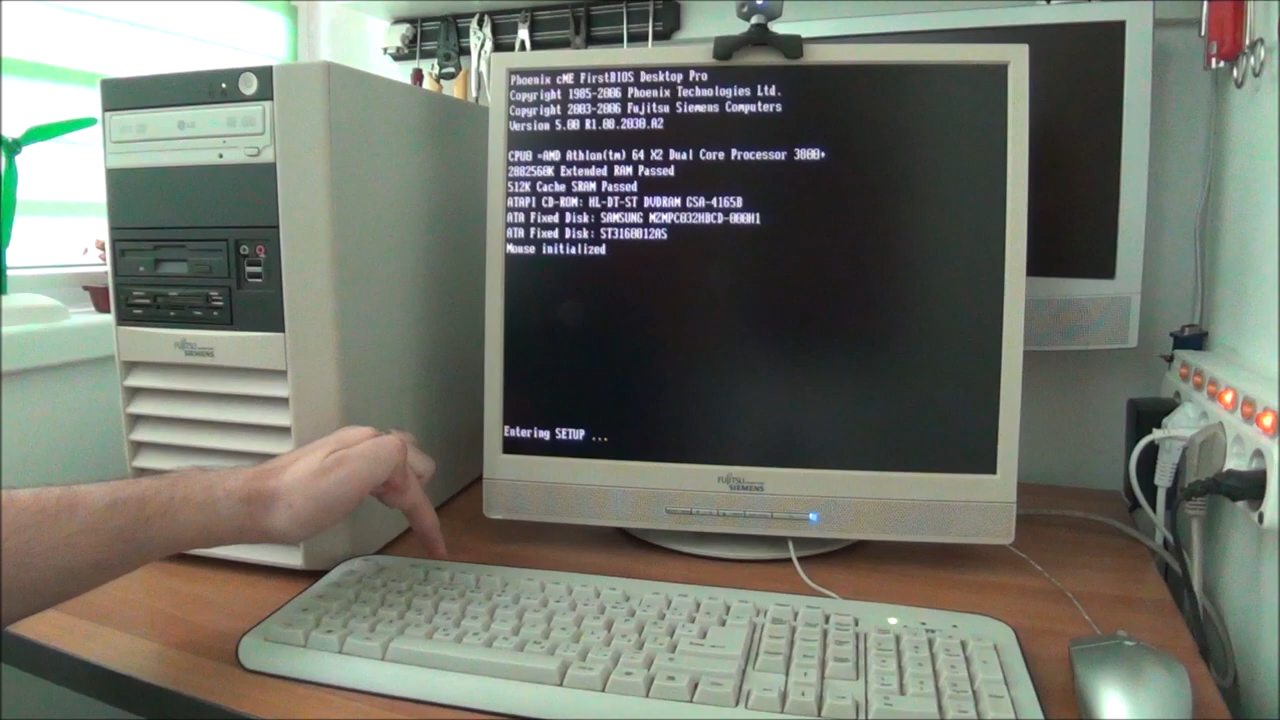 Phoenix cME FirstBIOS Desktop Pro
Copyright 1985-2006 Phoenix Technologies Ltd.
Copyright 2003-2006 Fujitsu Siemens Computers
Version 5.00 R1.08.2030.A2
CPU0 =AMD Athlon(tm) 64 X2 Dual Core Processor 3800+
2882560K Extended RAM Passed
512K Cache SRAM Passed
ATAPI CD-ROM: HL-DT-ST DVDRAM GSA-4165B
ATA Fixed Disk: SAMSUNG MZMPC032HBCD-000H1
ATA Fixed Disk: ST3160812AS
Mouse initialized
Entering SETUP ...
FUJITSU
SIEMENS
FUJITSU
SIEMENS
LG